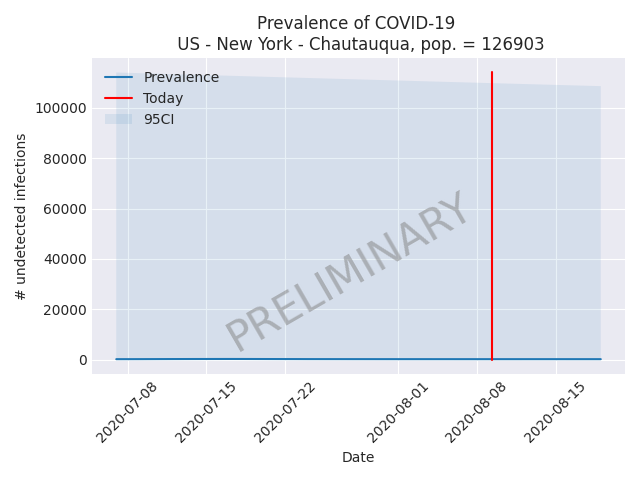 Prevalence of COVID-19
US - New York - Chautauqua, pop. = 126903
Prevalence
Today
95CI
100000
80000
60000
40000
20000
0
# undetected infections
PRELIMINARY
2020-07-08
2020-07-15
2020-07-22
2020-08-01
2020-08-08
2020-08-15
Date